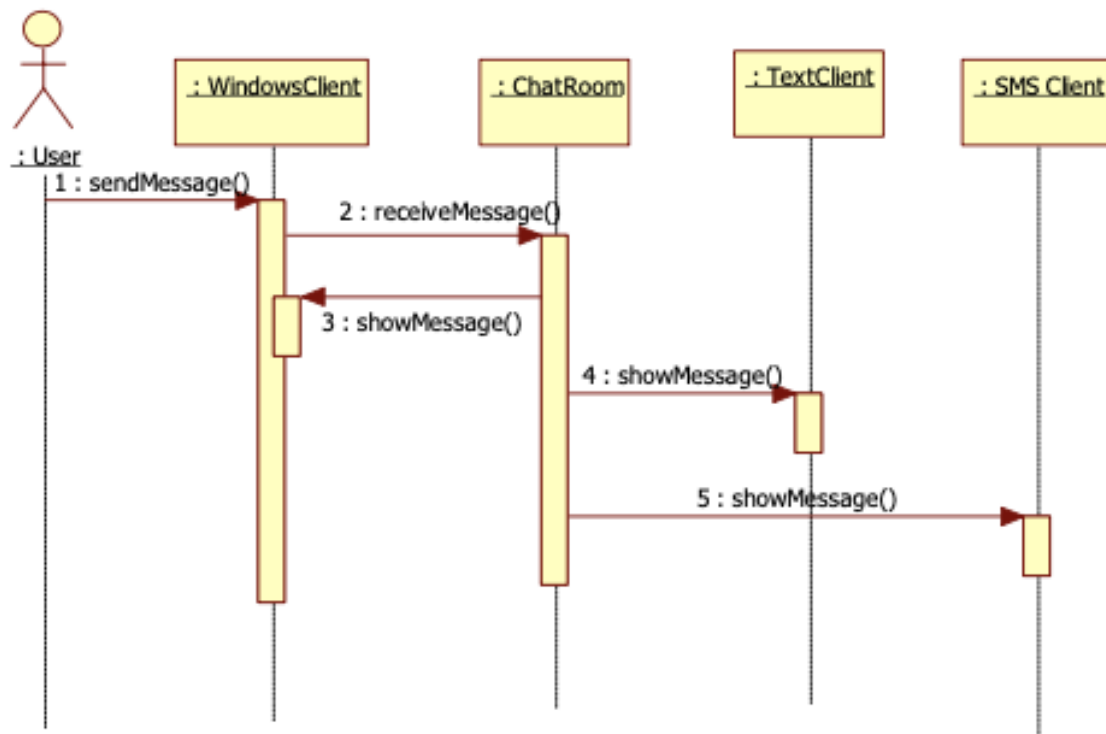 : WindowsClient
: ChatRoom
: TextClient
: SMS Client
: User
1 : sendMessage()
2 : receiveMessage()
3 : showMessage()
4 : showMessage()
5 : showMessage()